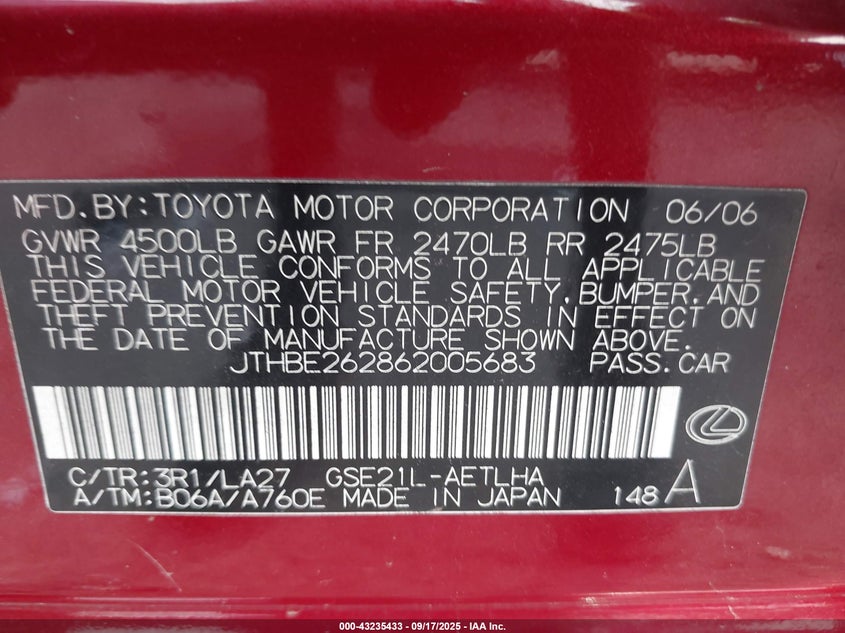 MFD.BY:TOYOTA MOTOR CORPORATION 06/06
GVWR 4500LB GAWR FR 2470LB RR 2475LB
THIS VEHICLE CONFORMS TO ALL APPLICABLE
FEDERAL MOTOR VEHICLE SAFETY,BUMPER,AND
THEFT PREVENTION STANDARDS IN EFFECT ON
THE DATE OF MANUFACTURE SHOWN ABOVE.
JTHBE262862005683 PASS.CAR
C/TR:3R1/LA27 GSE21L-AETLHA
A/TM:B06A/A760E MADE IN JAPAN 148 A
000-43235433 - 09/17/2025 - IAA Inc.